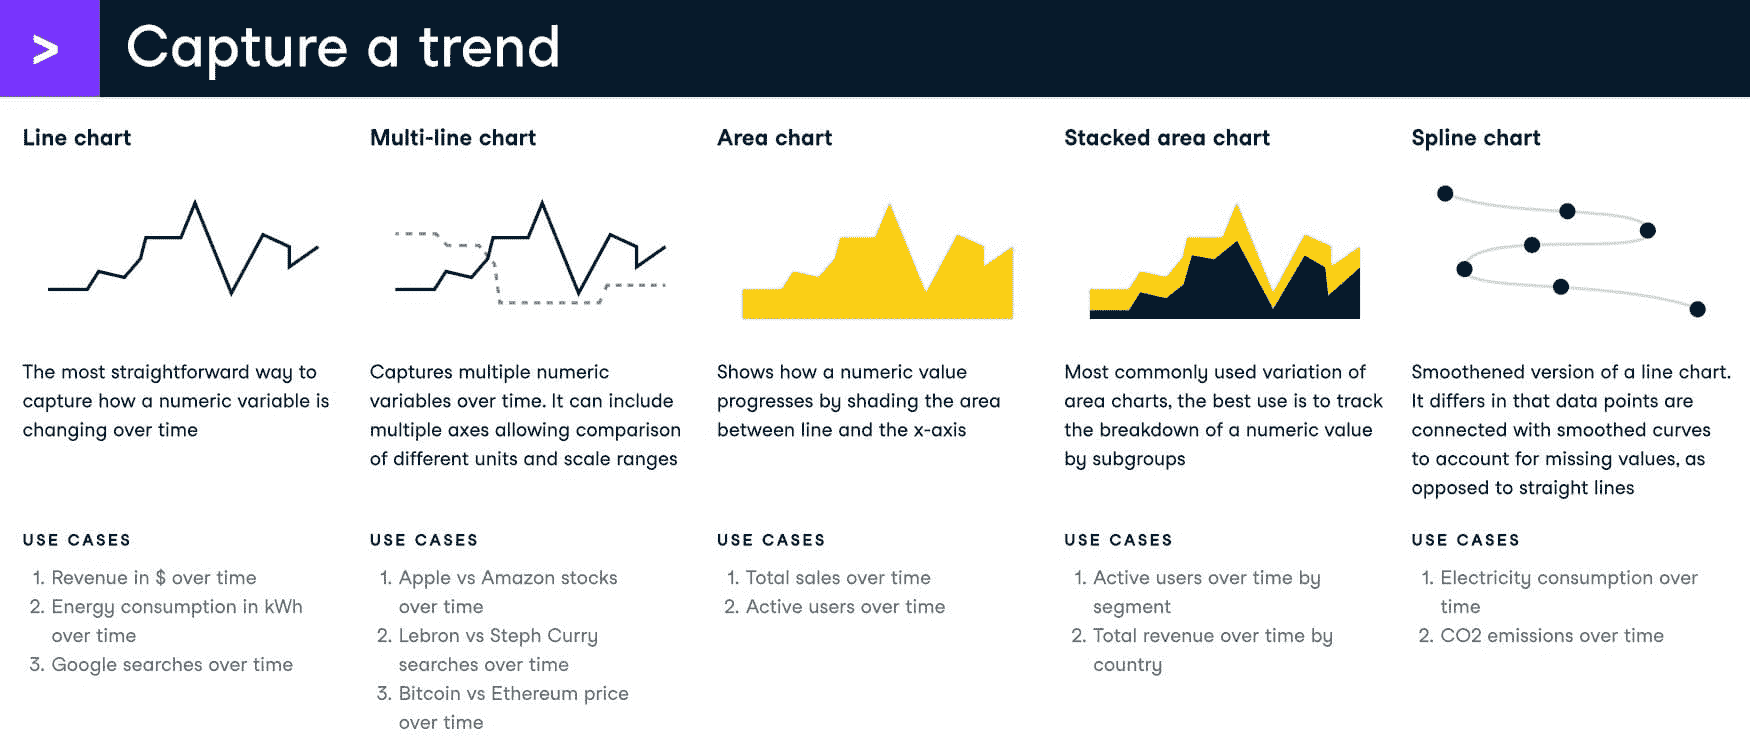 > Capture a trend
Line chart
The most straightforward way to
capture how a numeric variable is
changing over time
USE CASES
1. Revenue in $ over time
2. Energy consumption in kWh
over time
3. Google searches over time
Multi-line chart
Captures multiple numeric
variables over time. It can include
multiple axes allowing comparison
of different units and scale ranges
USE CASES
1. Apple vs Amazon stocks
over time
2. Lebron vs Steph Curry
searches over time
3. Bitcoin vs Ethereum price
over time
Area chart
Shows how a numeric value
progresses by shading the area
between line and the x-axis
USE CASES
1. Total sales over time
2. Active users over time
Stacked area chart
Most commonly used variation of
area charts, the best use is to track
the breakdown of a numeric value
by subgroups
USE CASES
1. Active users over time by
segment
2. Total revenue over time by
country
Spline chart
Smoothened version of a line chart.
It differs in that data points are
connected with smoothed curves
to account for missing values, as
opposed to straight lines
USE CASES
1. Electricity consumption over
time
2. CO2 emissions over time